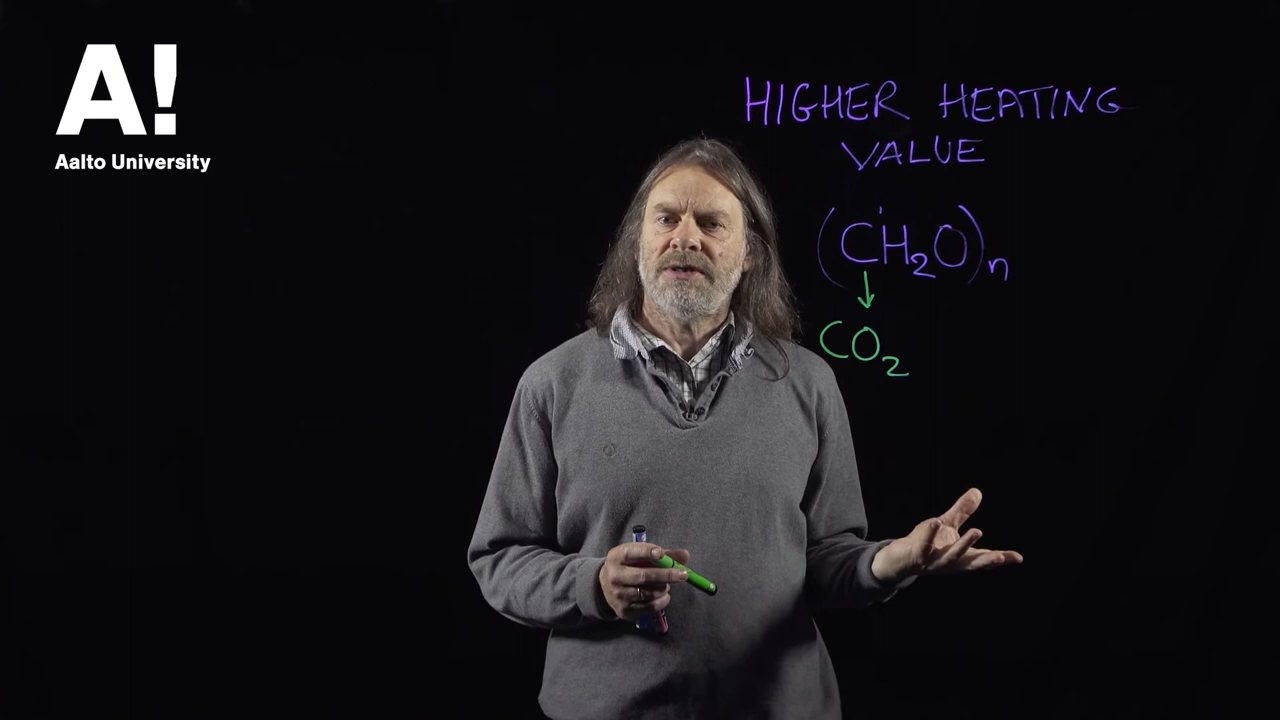 A!
Aalto University
HIGHER HEATING
VALUE
(CH₂O)ₙ
↓
CO₂